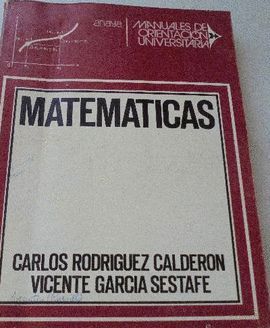 anaya
MANUALES DE
ORIENTACION
UNIVERSITARIA
MATEMATICAS
CARLOS RODRIGUEZ CALDERON
VICENTE GARCIA SESTAFE